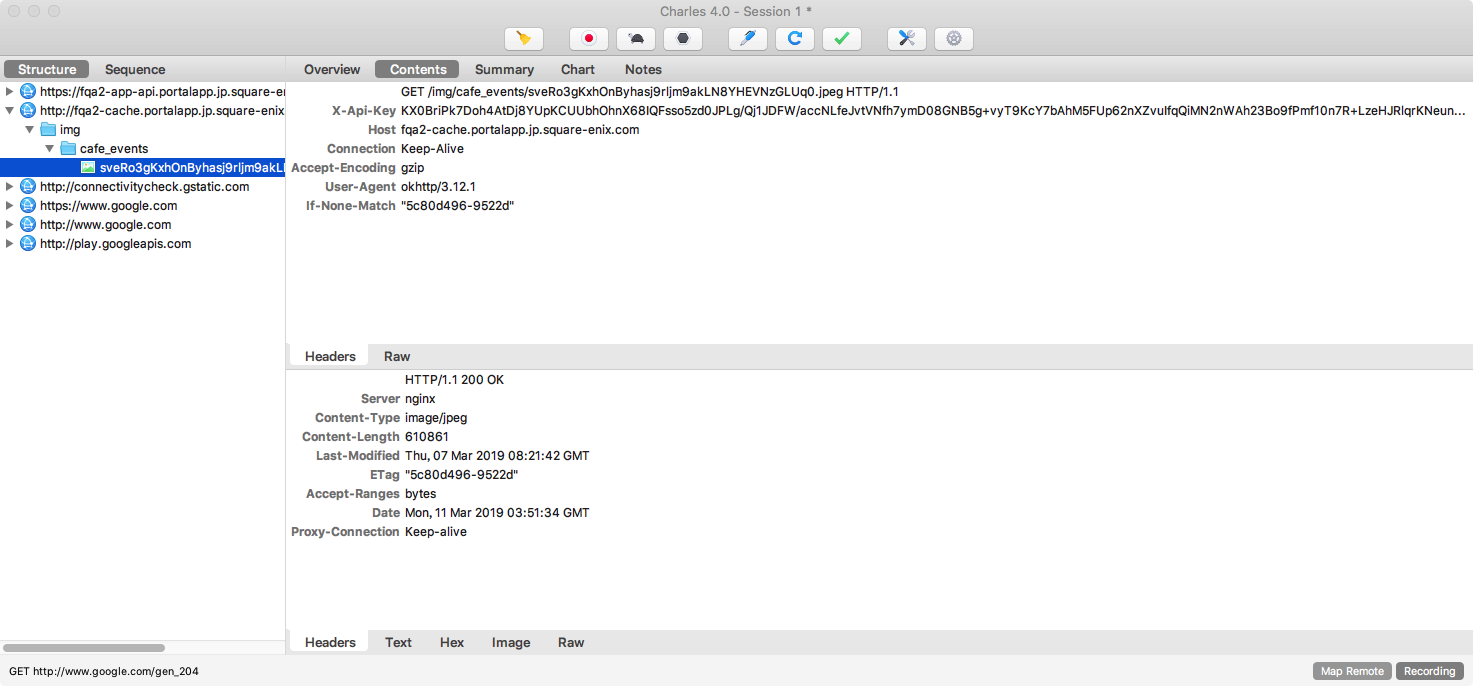 Charles 4.0 - Session 1 *
Structure Sequence
https://fqa2-app-api.portalapp.jp.square-en
http://fqa2-cache.portalapp.jp.square-enix
img
cafe_events
sveRo3gKxhOnByhasj9rljm9akL
http://connectivitycheck.gstatic.com
https://www.google.com
http://www.google.com
http://play.googleapis.com
Overview Contents Summary Chart Notes
GET /img/cafe_events/sveRo3gKxhOnByhasj9rljm9akLN8YHEVNzGLUq0.jpeg HTTP/1.1
X-Api-Key KX0BriPk7Doh4AtDj8YUpKCUUbhOhnX68IQFsso5zd0JPLg/Qj1JDFW/accNLfeJvtVNfh7ymD08GNB5g+vyT9KcY7bAhM5FUp62nXZvuIfqQiMN2nWAh23Bo9fPmf10n7R+LzeHJRlqrKNeun...
Host fqa2-cache.portalapp.jp.square-enix.com
Connection Keep-Alive
Accept-Encoding gzip
User-Agent okhttp/3.12.1
If-None-Match "5c80d496-9522d"
Headers Raw
HTTP/1.1 200 OK
Server nginx
Content-Type image/jpeg
Content-Length 610861
Last-Modified Thu, 07 Mar 2019 08:21:42 GMT
ETag "5c80d496-9522d"
Accept-Ranges bytes
Date Mon, 11 Mar 2019 03:51:34 GMT
Proxy-Connection Keep-alive
Headers Text Hex Image Raw
GET http://www.google.com/gen_204
Map Remote Recording